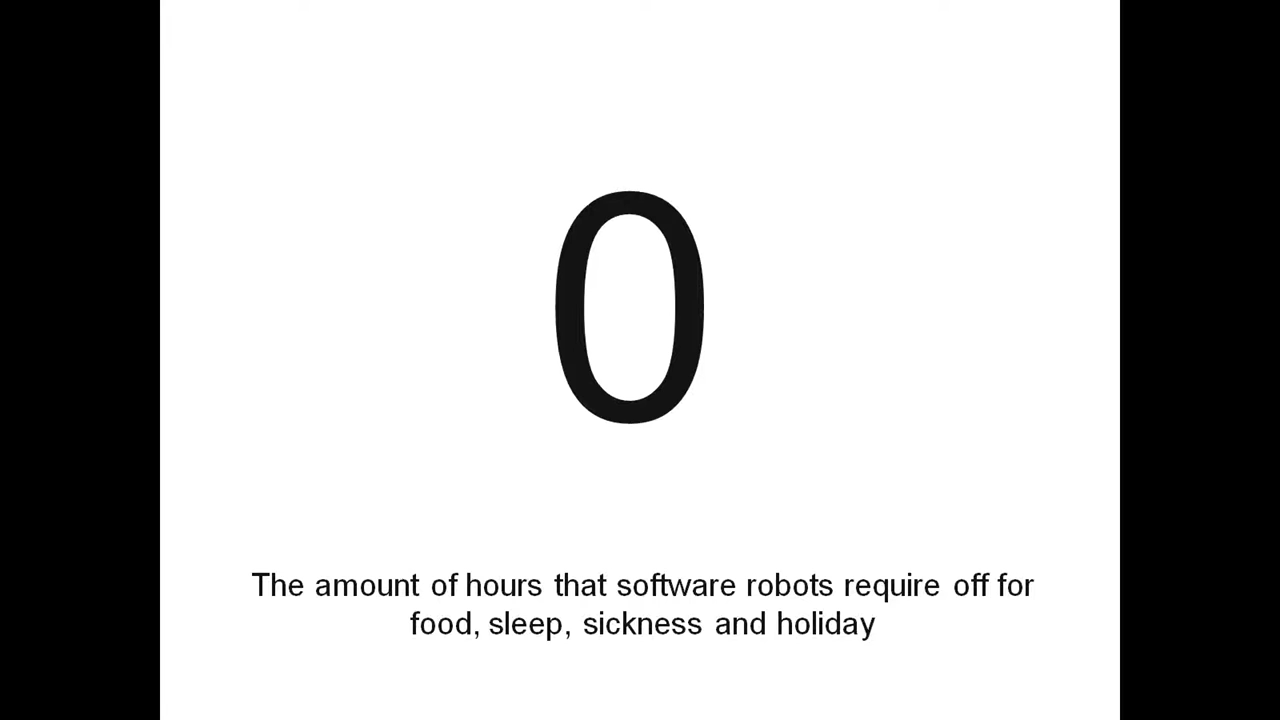 0
The amount of hours that software robots require off for
food, sleep, sickness and holiday